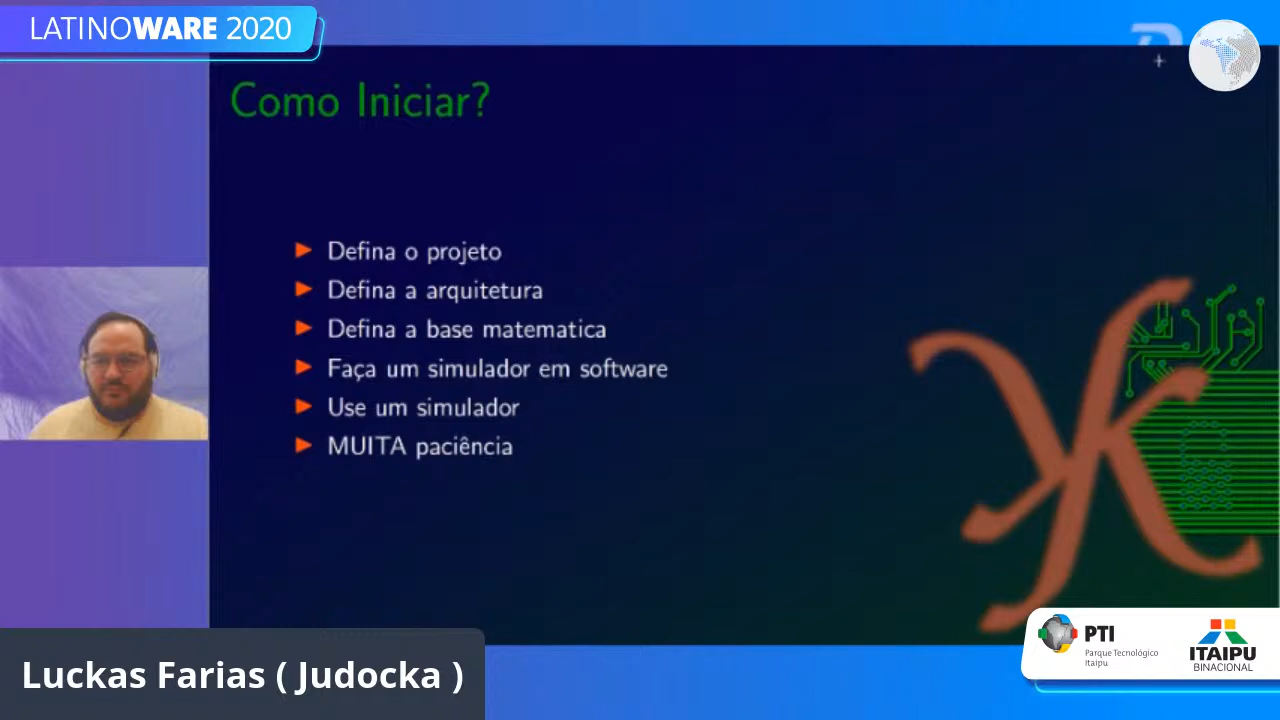 LATINOWARE 2020
Como Iniciar?
Defina o projeto
Defina a arquitetura
Defina a base matematica
Faça um simulador em software
Use um simulador
MUITA paciência
PTI
Parque Tecnológico
Itaipu
ITAIPU
BINACIONAL
Luckas Farias ( Judocka )